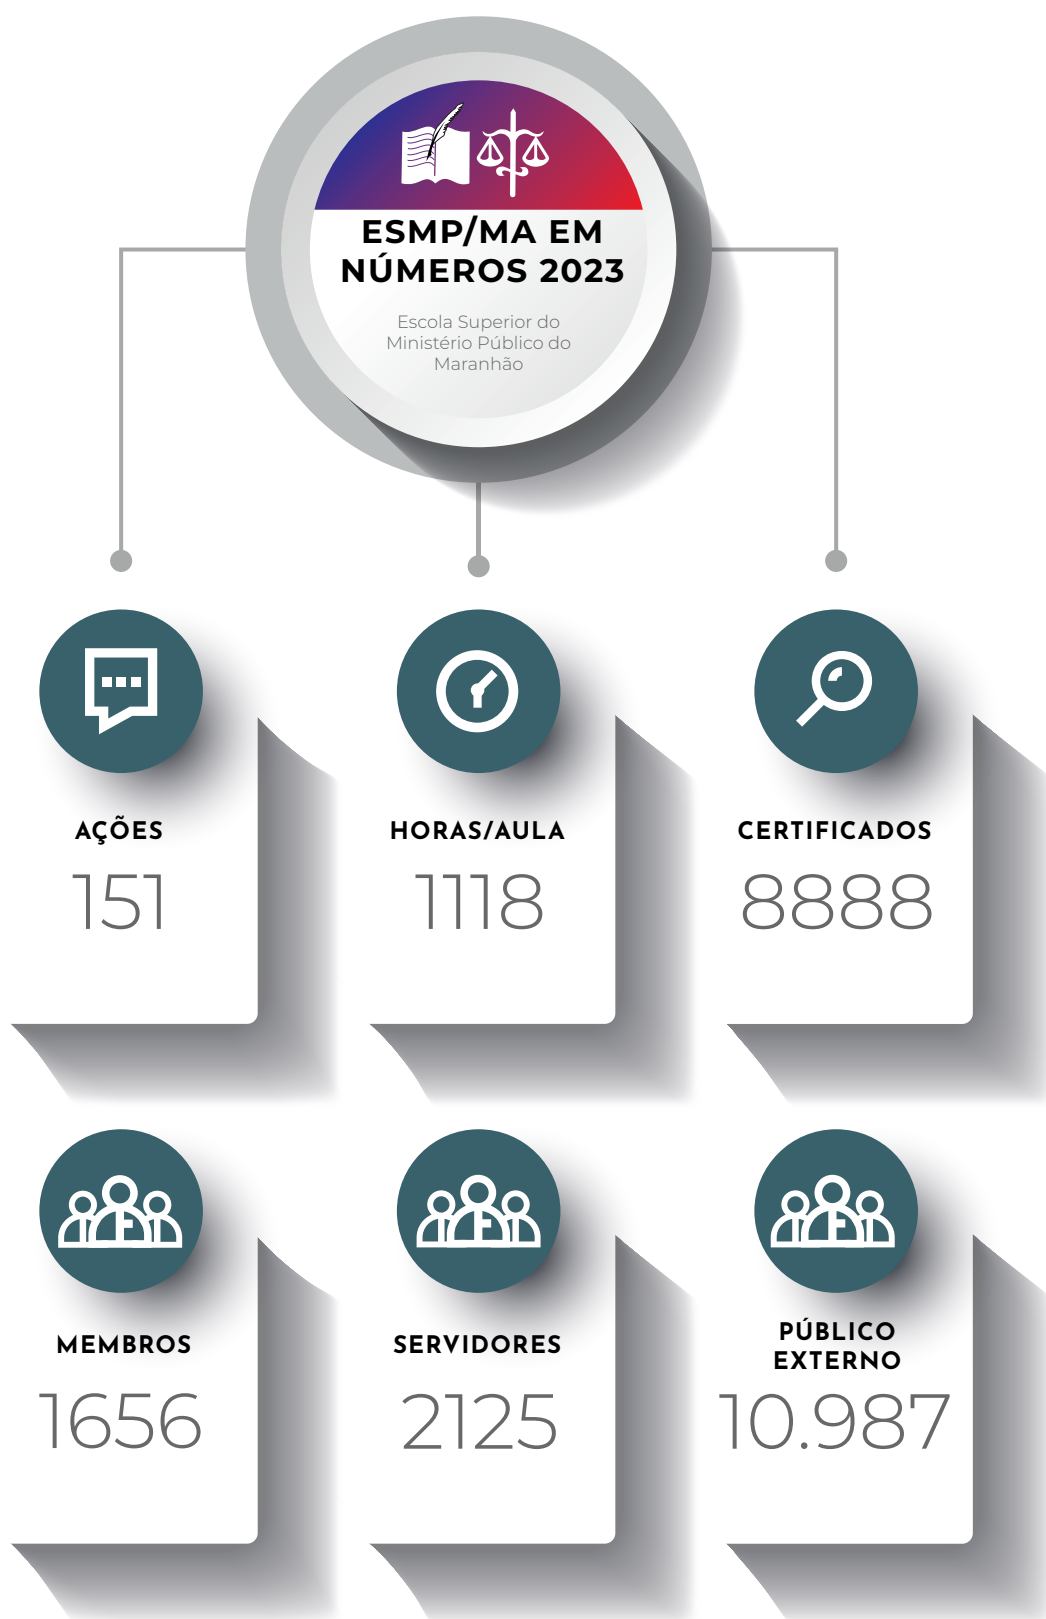 ESMP/MA EM
NÚMEROS 2023
Escola Superior do
Ministério Público do
Maranhão
AÇÕES
151
HORAS/AULA
1118
CERTIFICADOS
8888
MEMBROS
1656
SERVIDORES
2125
PÚBLICO
EXTERNO
10.987